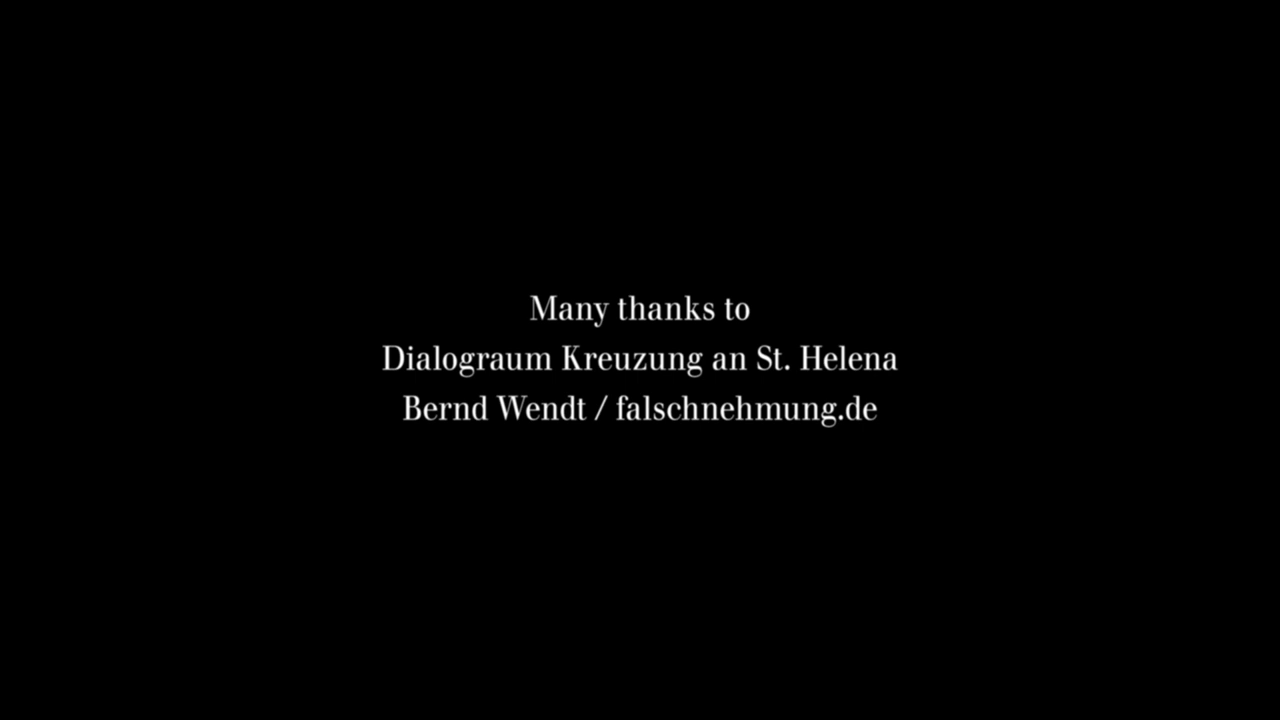 Many thanks to
Dialograum Kreuzung an St. Helena
Bernd Wendt / falschnehmung.de